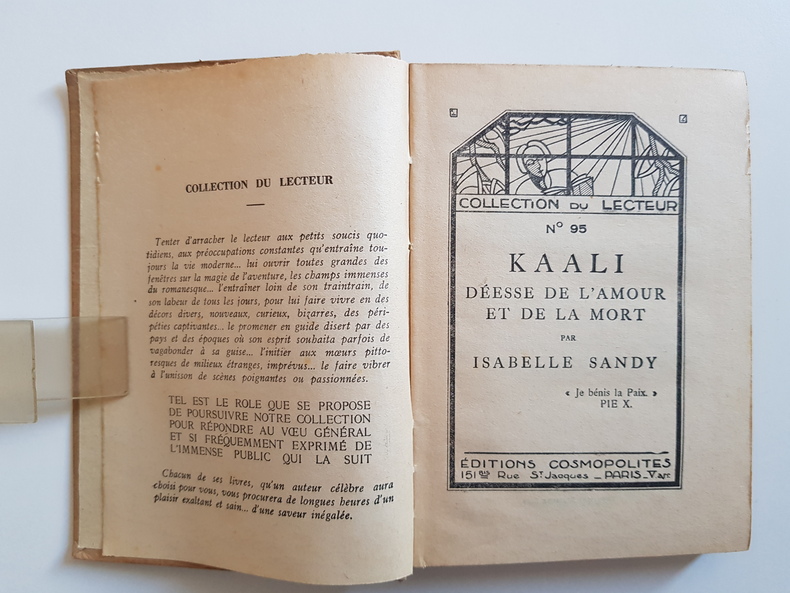 COLLECTION DU LECTEUR
Tenter d'arracher le lecteur aux petits soucis quo-
tidiens, aux préoccupations constantes qu'entraîne tou-
jours la vie moderne... lui ouvrir toutes grandes des
fenêtres sur la magie de l'aventure, les champs immenses
du romanesque... l'entraîner loin de son traintrain, de
son labeur de tous les jours, pour lui faire vivre en des
décors divers, nouveaux, curieux, bizarres, des péri-
péties captivantes... le promener en guide disert par des
pays et des époques où son esprit souhaita parfois de
vagabonder à sa guise... l'initier aux mœurs pitto-
resques de milieux étranges, imprévus... le faire vibrer
à l'unisson de scènes poignantes ou passionnées.
TEL EST LE ROLE QUE SE PROPOSE
DE POURSUIVRE NOTRE COLLECTION
POUR RÉPONDRE AU VŒU GÉNÉRAL
ET SI FRÉQUEMMENT EXPRIMÉ DE
L'IMMENSE PUBLIC QUI LA SUIT
Chacun de ses livres, qu'un auteur célèbre aura
choisi pour vous, vous procurera de longues heures d'un
plaisir exaltant et sain... d'une saveur inégalée.
COLLECTION DU LECTEUR
N° 95
KAALI
DÉESSE DE L'AMOUR
ET DE LA MORT
PAR
ISABELLE SANDY
« Je bénis la Paix. »
PIE X.
ÉDITIONS COSMOPOLITES
151 Rue St Jacques _ PARIS _ V